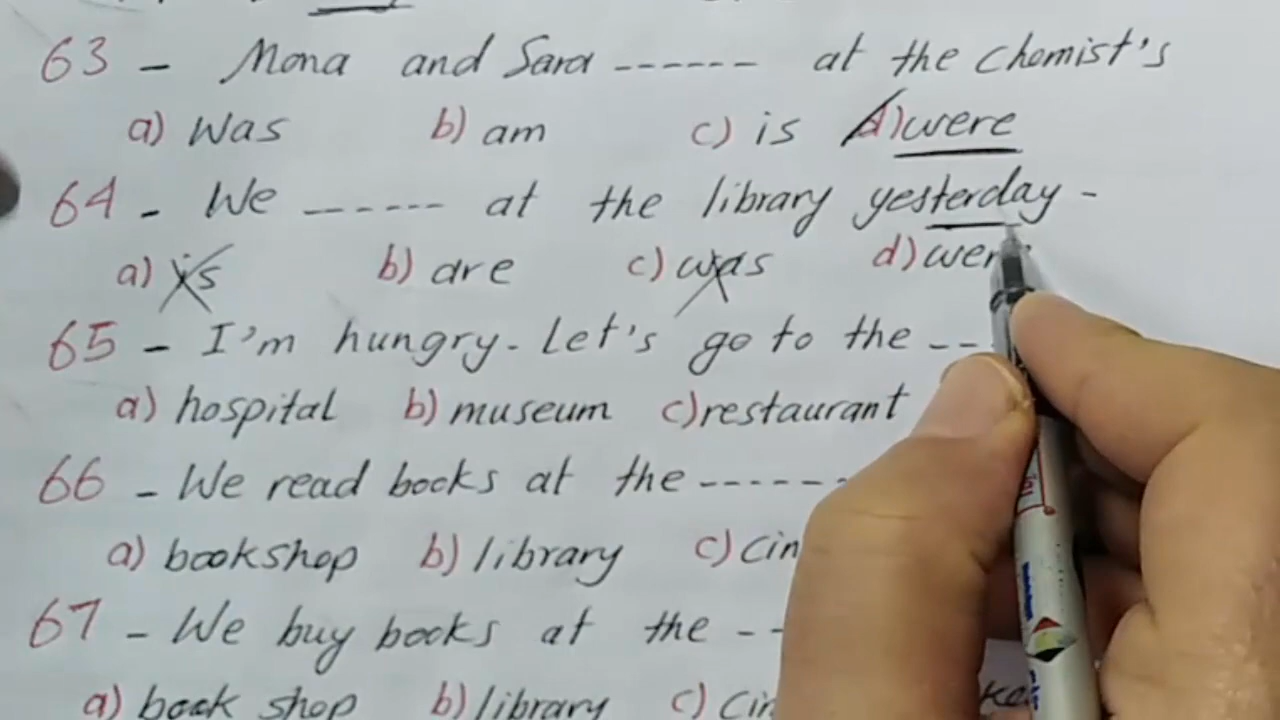 63 - Mona and Sara ------ at the chomist's
a) Was b) am c) is d) were
64 - We ------ at the library yesterday -
a) is b) are c) was d) were
65 - I'm hungry. Let's go to the --
a) hospital b) museum c) restaurant
66 - We read books at the ------
a) bookshop b) library c) cin
67 - We buy books at the --
a) book shop b) library c) cin